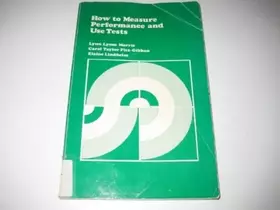 How to Measure
Performance and
Use Tests
Lynn Lyons Morris
Carol Taylor Fitz-Gibbon
Elaine Lindheim